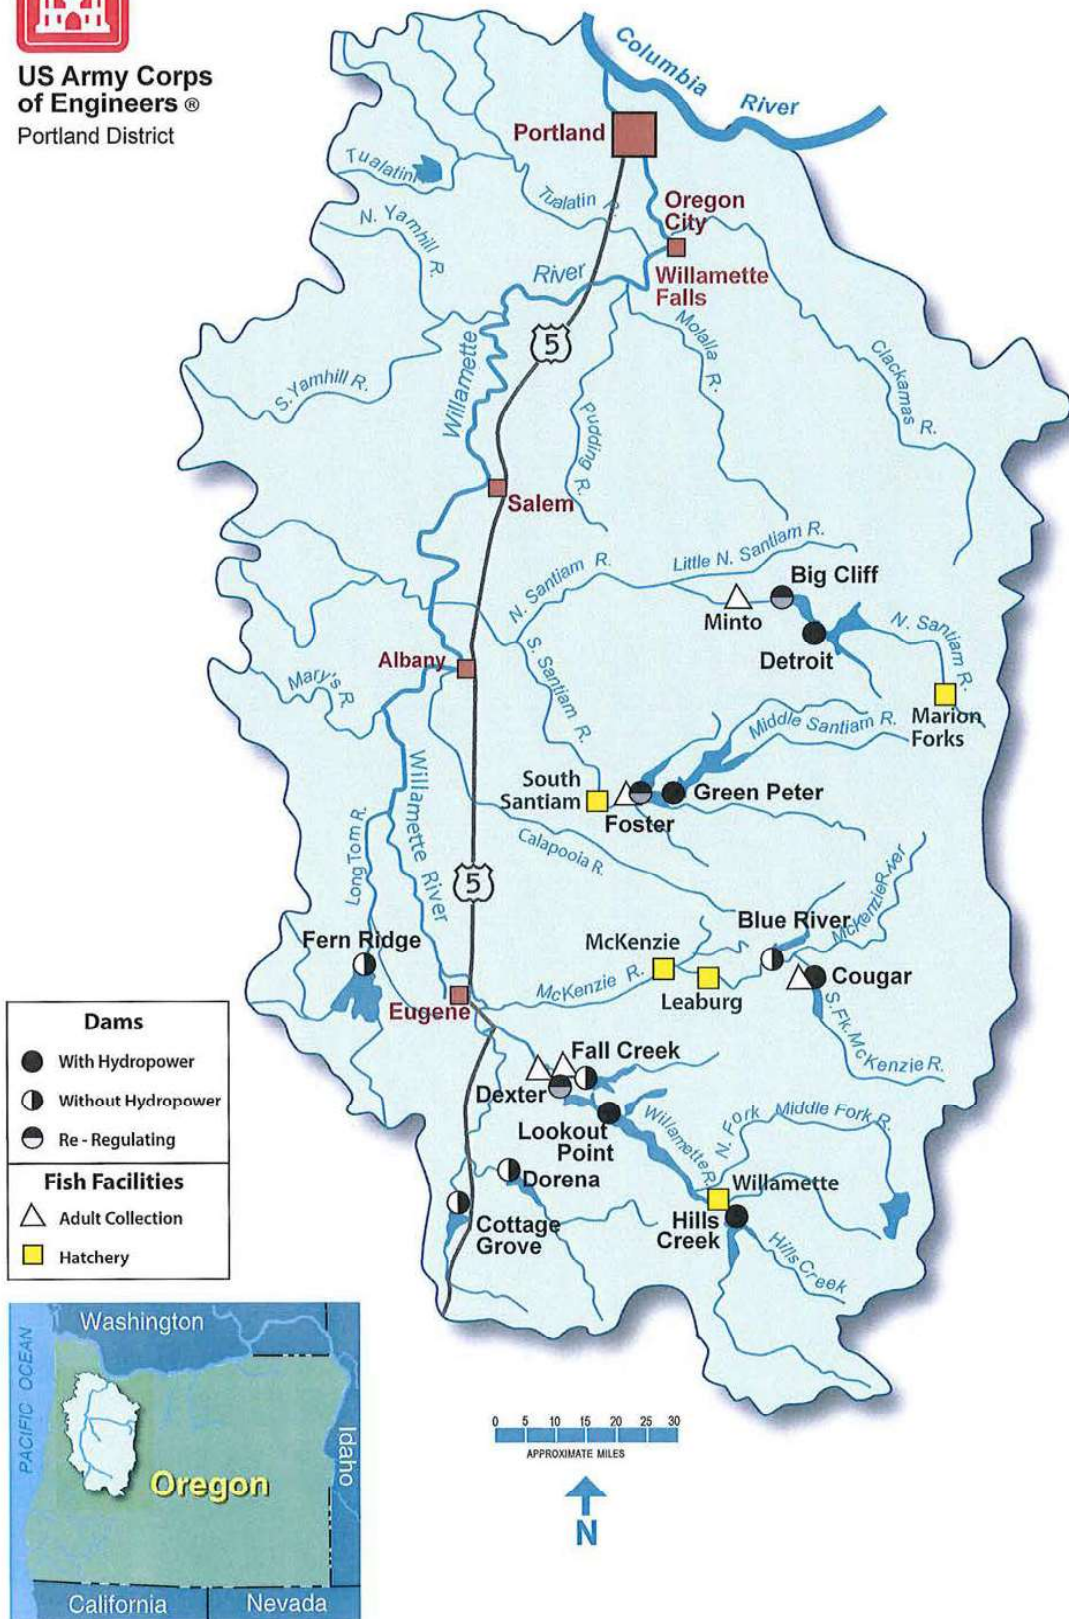 US Army Corps
of Engineers ®
Portland District
Columbia River
Portland
Tualatin
Tualatin R.
Oregon
City
N. Yamhill R.
River
Willamette
Falls
Molalla R.
5
Willamette
S. Yamhill R.
Clackamas R.
Pudding R.
Salem
Little N. Santiam R.
N. Santiam R.
Big Cliff
Minto
N. Santiam R.
Detroit
S. Santiam R.
Albany
Mary's R.
Marion
Forks
Middle Santiam R.
Willamette River
South
Santiam
Green Peter
Foster
Long Tom R.
Calapooia R.
5
McKenzie River
Blue River
Fern Ridge
McKenzie
McKenzie R.
Leaburg
Cougar
Eugene
S. Fk. McKenzie R.
Fall Creek
Dexter
Lookout
Point
Willamette R.
N. Fork Middle Fork R.
Dorena
Willamette
Cottage
Grove
Hills
Creek
Hills Creek
Dams
With Hydropower
Without Hydropower
Re - Regulating
Fish Facilities
Adult Collection
Hatchery
Washington
PACIFIC OCEAN
Idaho
Oregon
California
Nevada
0 5 10 15 20 25 30
APPROXIMATE MILES
N